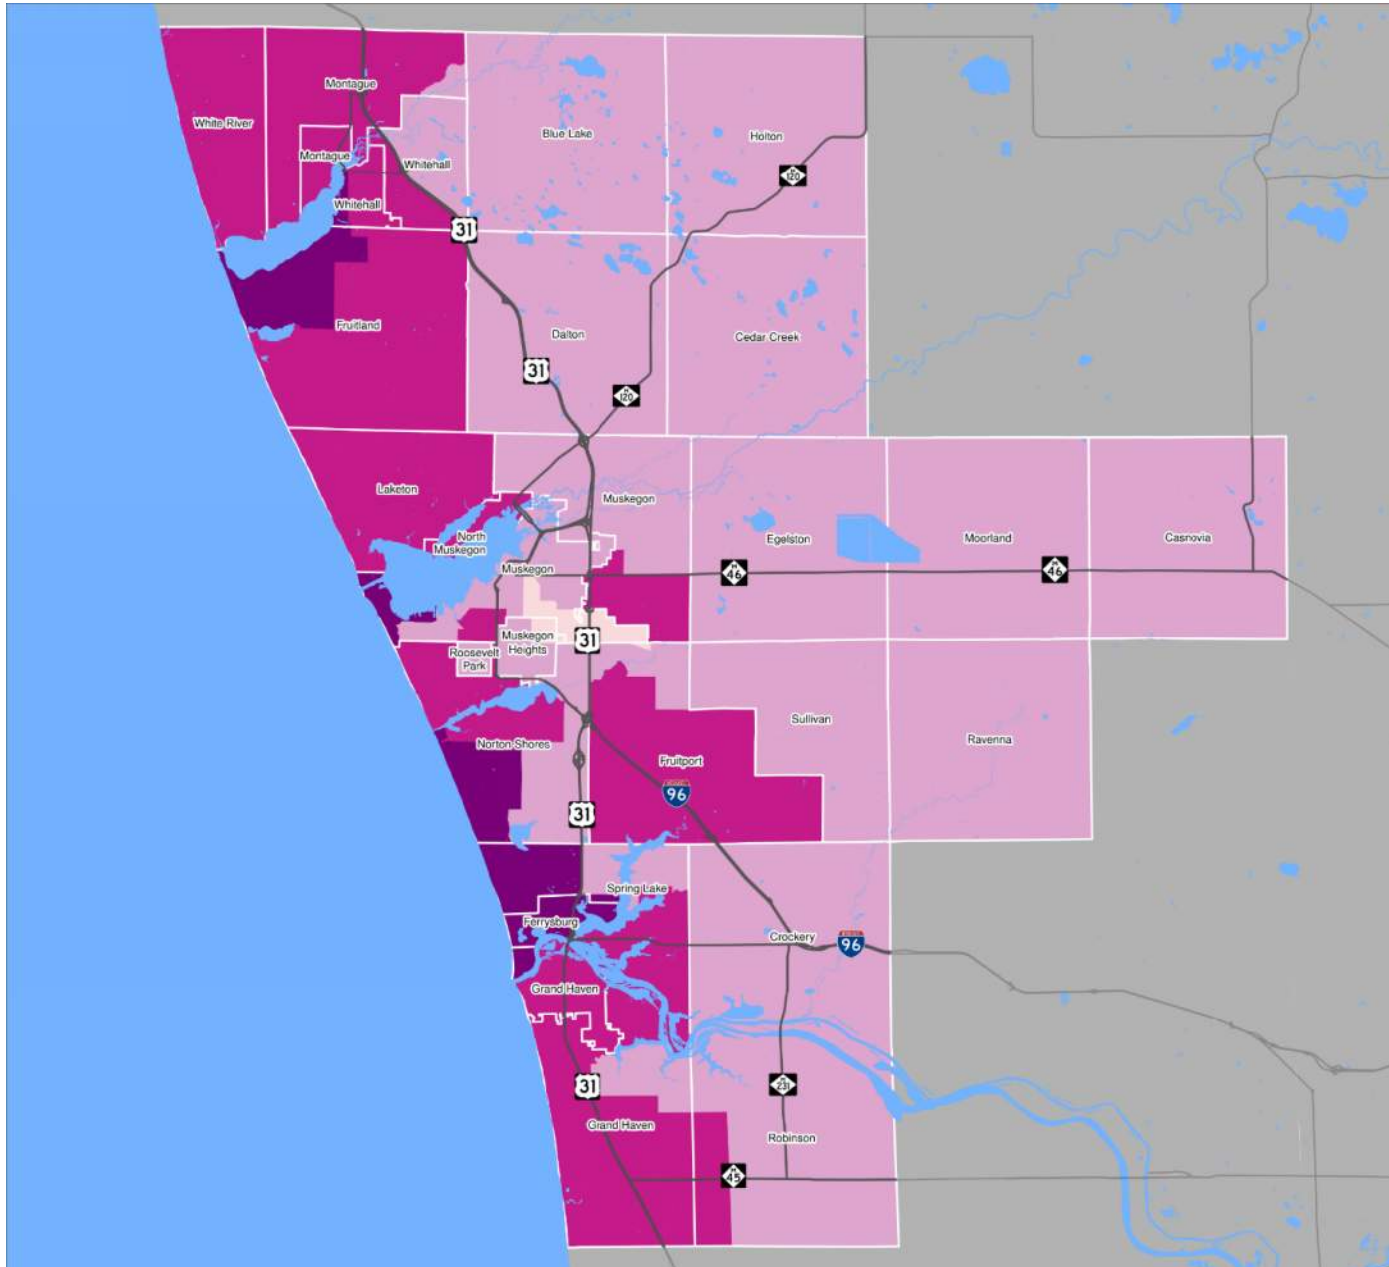 Montague
White River
Blue Lake
Holton
Montague
Whitehall
M
120
Whitehall
31
Fruitland
Dalton
Cedar Creek
31
M
120
Laketon
Muskegon
North
Muskegon
Egelston
Moorland
Casnovia
Muskegon
M
46
M
46
Muskegon
Heights
31
Roosevelt
Park
Sullivan
Ravenna
Norton Shores
Fruitport
96
31
Spring Lake
Ferrysburg
Crockery
96
Grand Haven
31
M
231
Grand Haven
Robinson
M
45